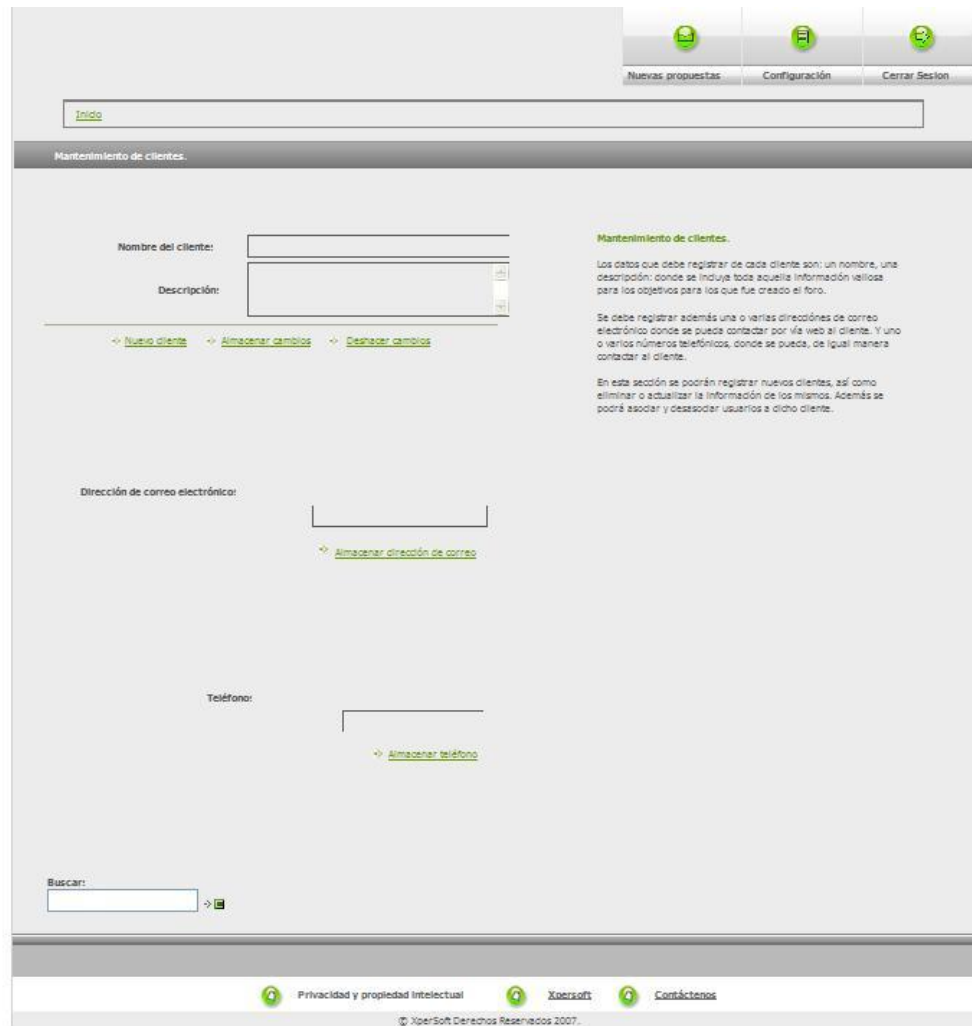 Nuevas propuestas
Configuración
Cerrar Sesion
Inicio
Mantenimiento de clientes.
Nombre del cliente:
Descripción:
Nuevo cliente
Almacenar cambios
Deshacer cambios
Mantenimiento de clientes.
Los datos que debe registrar de cada cliente son: un nombre, una
descripción: donde se incluya toda aquella información valiosa
para los objetivos para los que fue creado el foro.
Se debe registrar además una o varias direcciónes de correo
electrónico donde se pueda contactar por vía web al cliente. Y uno
o varios números telefónicos, donde se pueda, de igual manera
contactar al cliente.
En esta sección se podrán registrar nuevos clientes, así como
eliminar o actualizar la información de los mismos. Además se
podrá asociar y desasociar usuarios a dicho cliente.
Dirección de correo electrónico:
Almacenar dirección de correo
Teléfono:
Almacenar teléfono
Buscar:
Privacidad y propiedad intelectual
Xpersoft
Contáctenos
© XperSoft Derechos Reservados 2007.